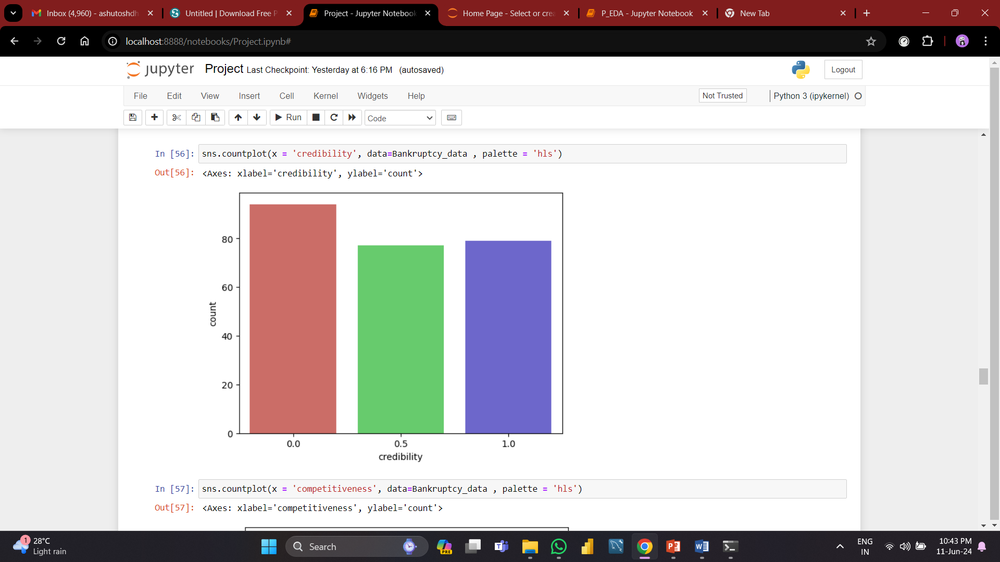 Inbox (4,960) - ashutoshdh
Untitled | Download Free P
Project - Jupyter Notebook
Home Page - Select or crea
P_EDA - Jupyter Notebook
New Tab
localhost:8888/notebooks/Project.ipynb#
jupyter Project Last Checkpoint: Yesterday at 6:16 PM (autosaved)
Logout
File Edit View Insert Cell Kernel Widgets Help
Not Trusted
Python 3 (ipykernel)
Run
Code
In [56]: sns.countplot(x = 'credibility', data=Bankruptcy_data , palette = 'hls')
Out[56]: <Axes: xlabel='credibility', ylabel='count'>
80
60
40
20
0
count
0.0 0.5 1.0
credibility
In [57]: sns.countplot(x = 'competitiveness', data=Bankruptcy_data , palette = 'hls')
Out[57]: <Axes: xlabel='competitiveness', ylabel='count'>
1
28°C
Light rain
Search
PRE
ENG
IN
10:43 PM
11-Jun-24